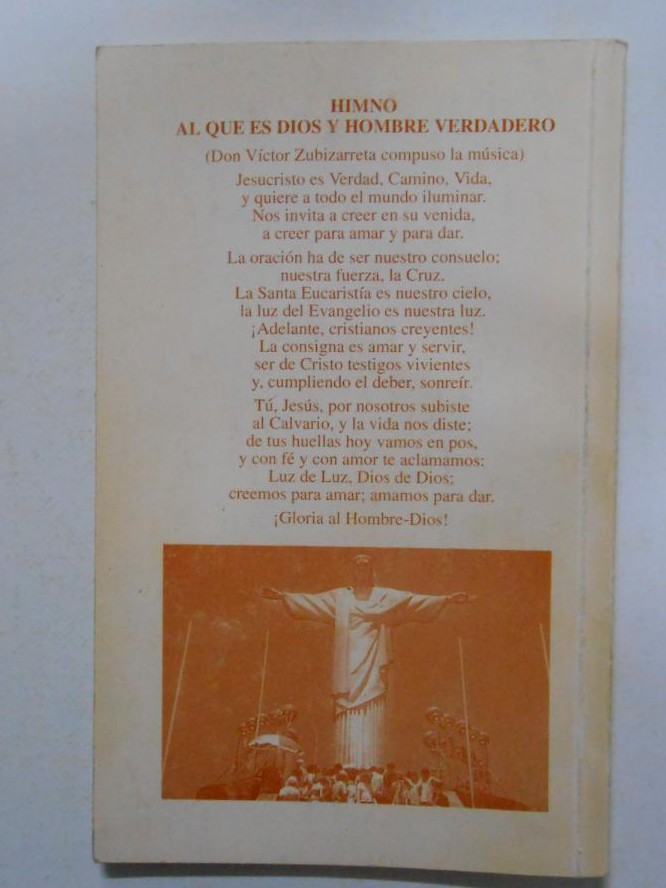 HIMNO
AL QUE ES DIOS Y HOMBRE VERDADERO
(Don Víctor Zubizarreta compuso la música)
Jesucristo es Verdad, Camino, Vida,
y quiere a todo el mundo iluminar.
Nos invita a creer en su venida,
a creer para amar y para dar.
La oración ha de ser nuestro consuelo;
nuestra fuerza, la Cruz.
La Santa Eucaristía es nuestro cielo,
la luz del Evangelio es nuestra luz.
¡Adelante, cristianos creyentes!
La consigna es amar y servir,
ser de Cristo testigos vivientes
y, cumpliendo el deber, sonreír.
Tú, Jesús, por nosotros subiste
al Calvario, y la vida nos diste;
de tus huellas hoy vamos en pos,
y con fé y con amor te aclamamos:
Luz de Luz, Dios de Dios;
creemos para amar; amamos para dar.
¡Gloria al Hombre-Dios!